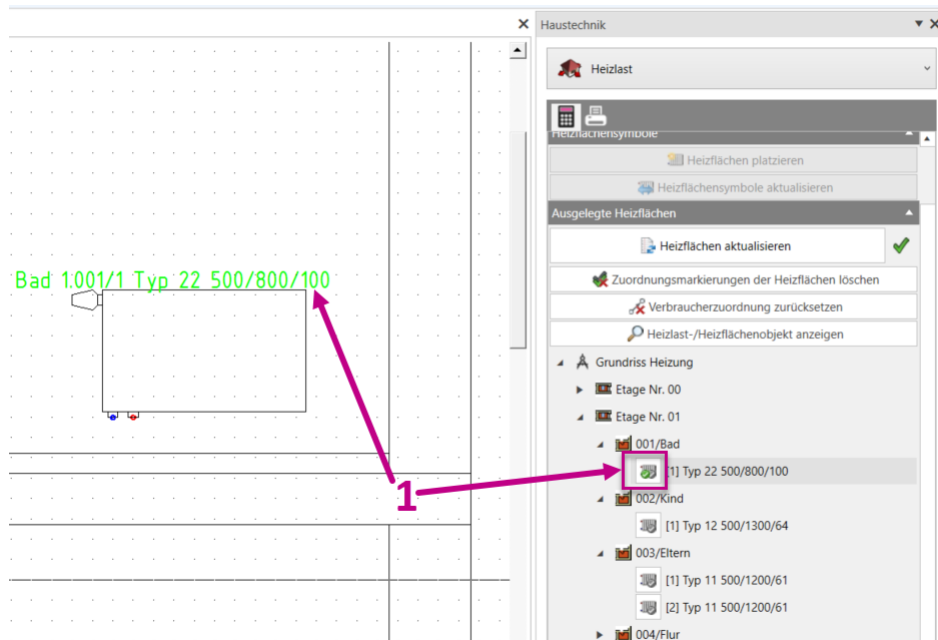 Haustechnik
Heizlast
Heizflächensymbole
Heizflächen platzieren
Heizflächensymbole aktualisieren
Ausgelegte Heizflächen
Heizflächen aktualisieren
Zuordnungsmarkierungen der Heizflächen löschen
Verbraucherzuordnung zurücksetzen
Heizlast-/Heizflächenobjekt anzeigen
Grundriss Heizung
Etage Nr. 00
Etage Nr. 01
001/Bad
[1] Typ 22 500/800/100
002/Kind
[1] Typ 12 500/1300/64
003/Eltern
[1] Typ 11 500/1200/61
[2] Typ 11 500/1200/61
004/Flur
Bad 1.001/1 Typ 22 500/800/100
1